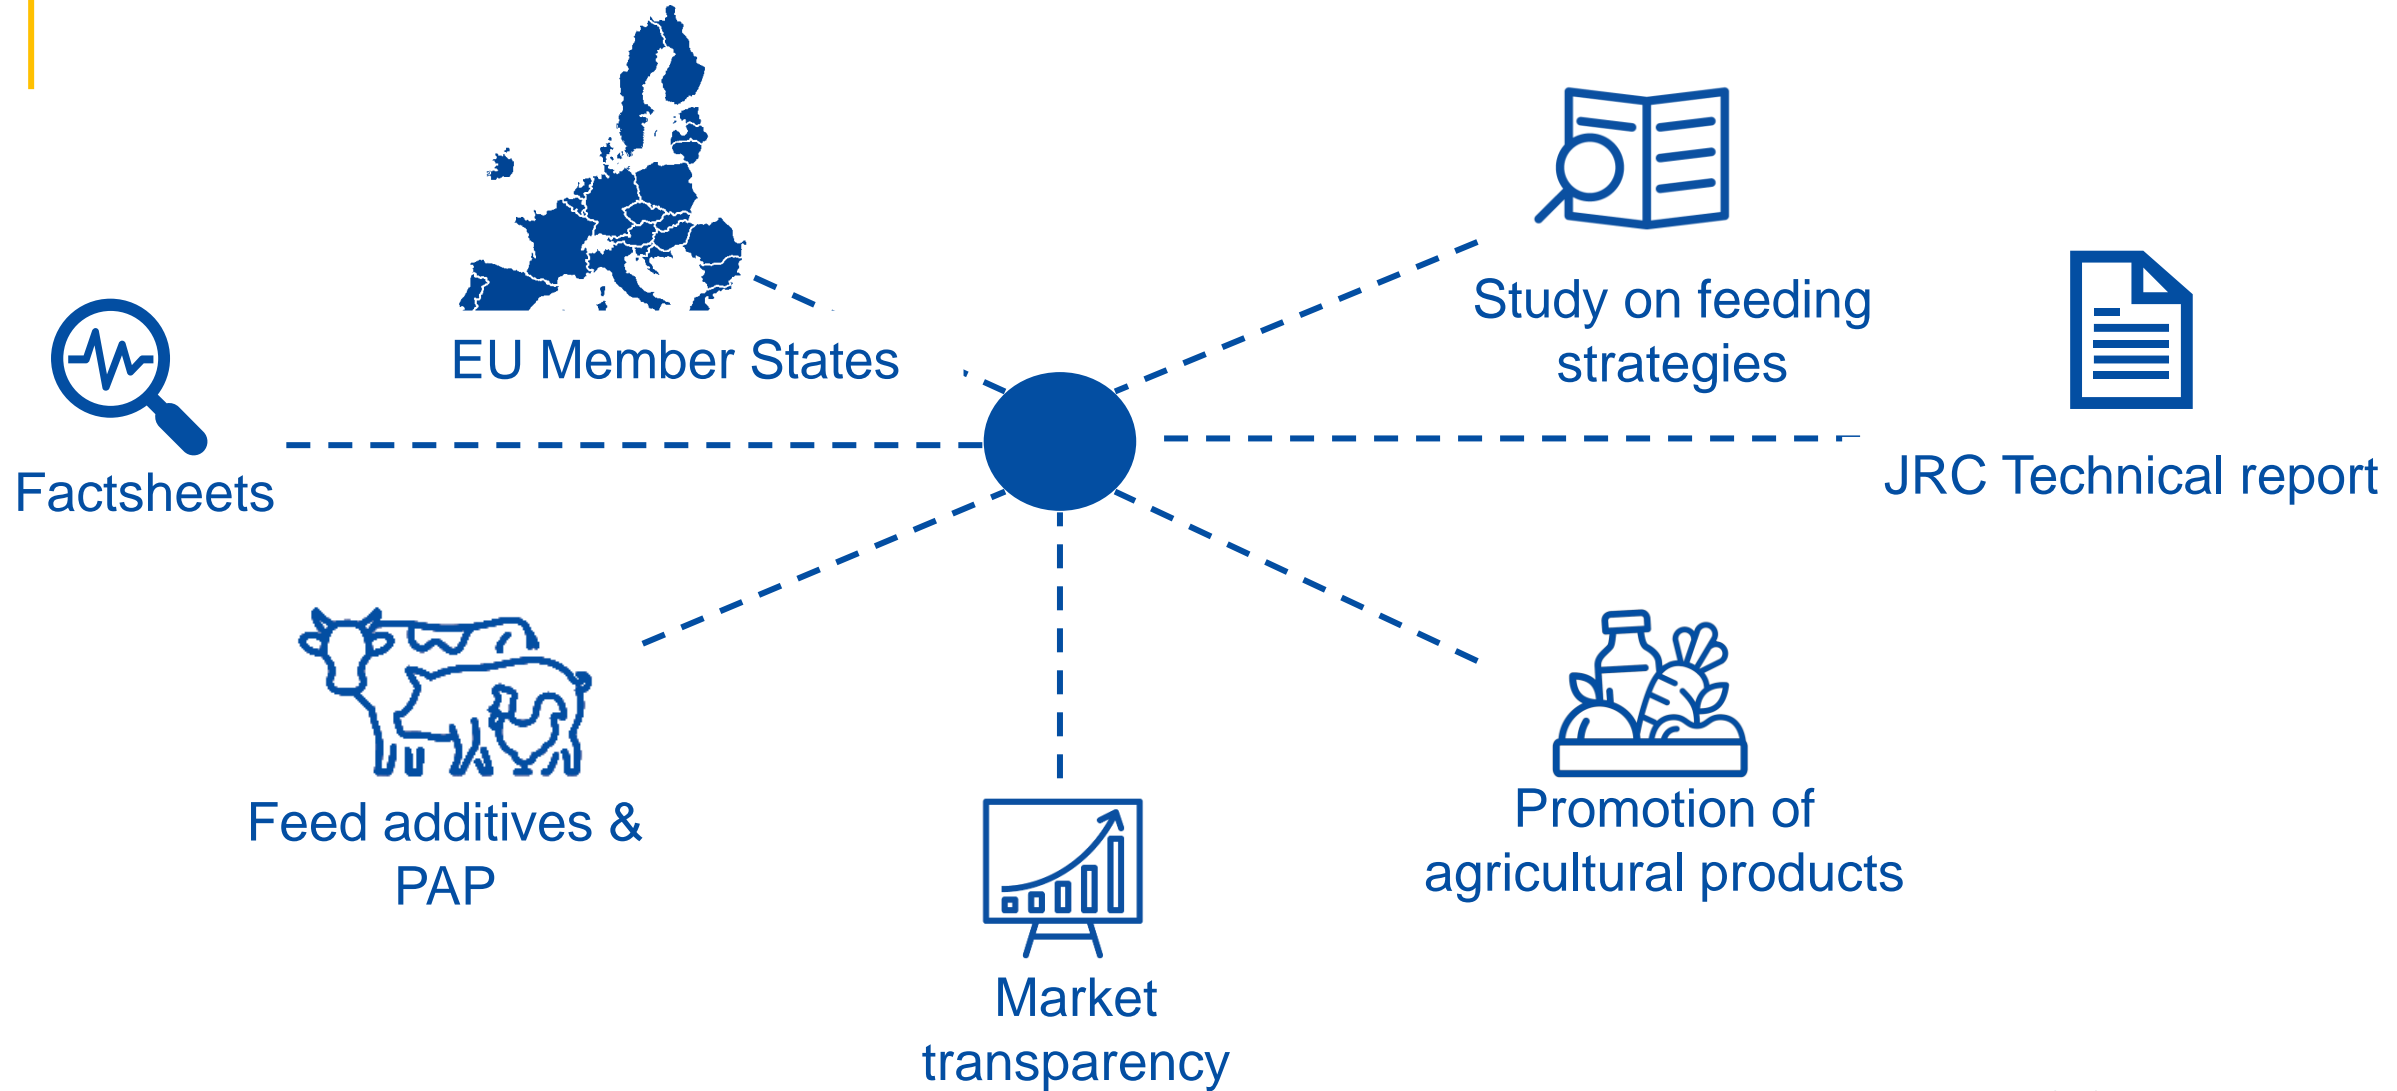 EU Member States
Study on feeding
strategies
Factsheets
JRC Technical report
Feed additives &
PAP
Promotion of
agricultural products
Market
transparency